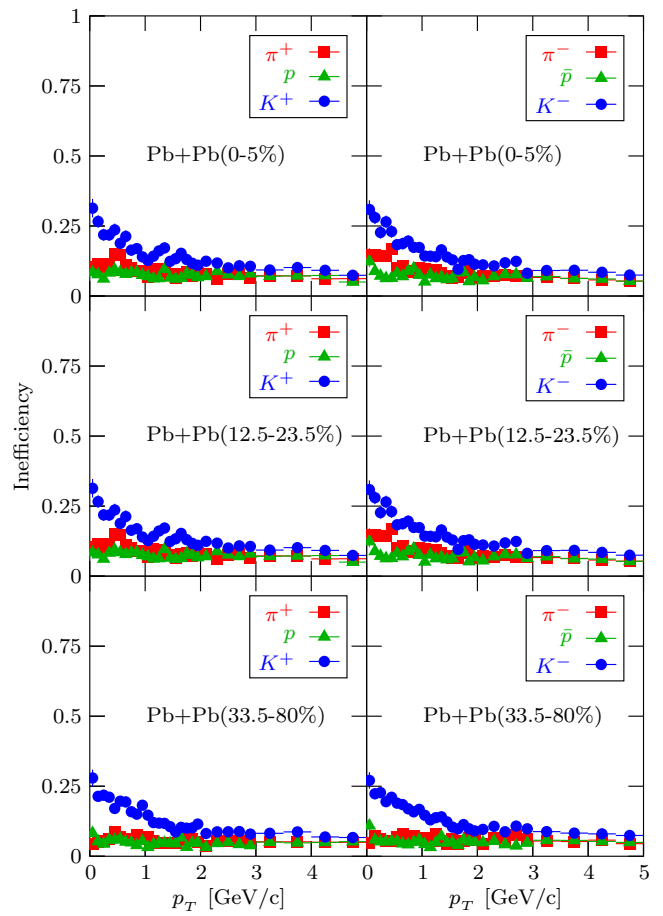 1
0.75
0.5
0.25
0
π+
p
K+
Pb+Pb(0-5%)
π−
p̄
K−
Pb+Pb(0-5%)
Inefficiency
0.75
0.5
0.25
0
π+
p
K+
Pb+Pb(12.5-23.5%)
π−
p̄
K−
Pb+Pb(12.5-23.5%)
0.75
0.5
0.25
0
π+
p
K+
Pb+Pb(33.5-80%)
π−
p̄
K−
Pb+Pb(33.5-80%)
0 1 2 3 4 0 1 2 3 4 5
p_T [GeV/c] p_T [GeV/c]